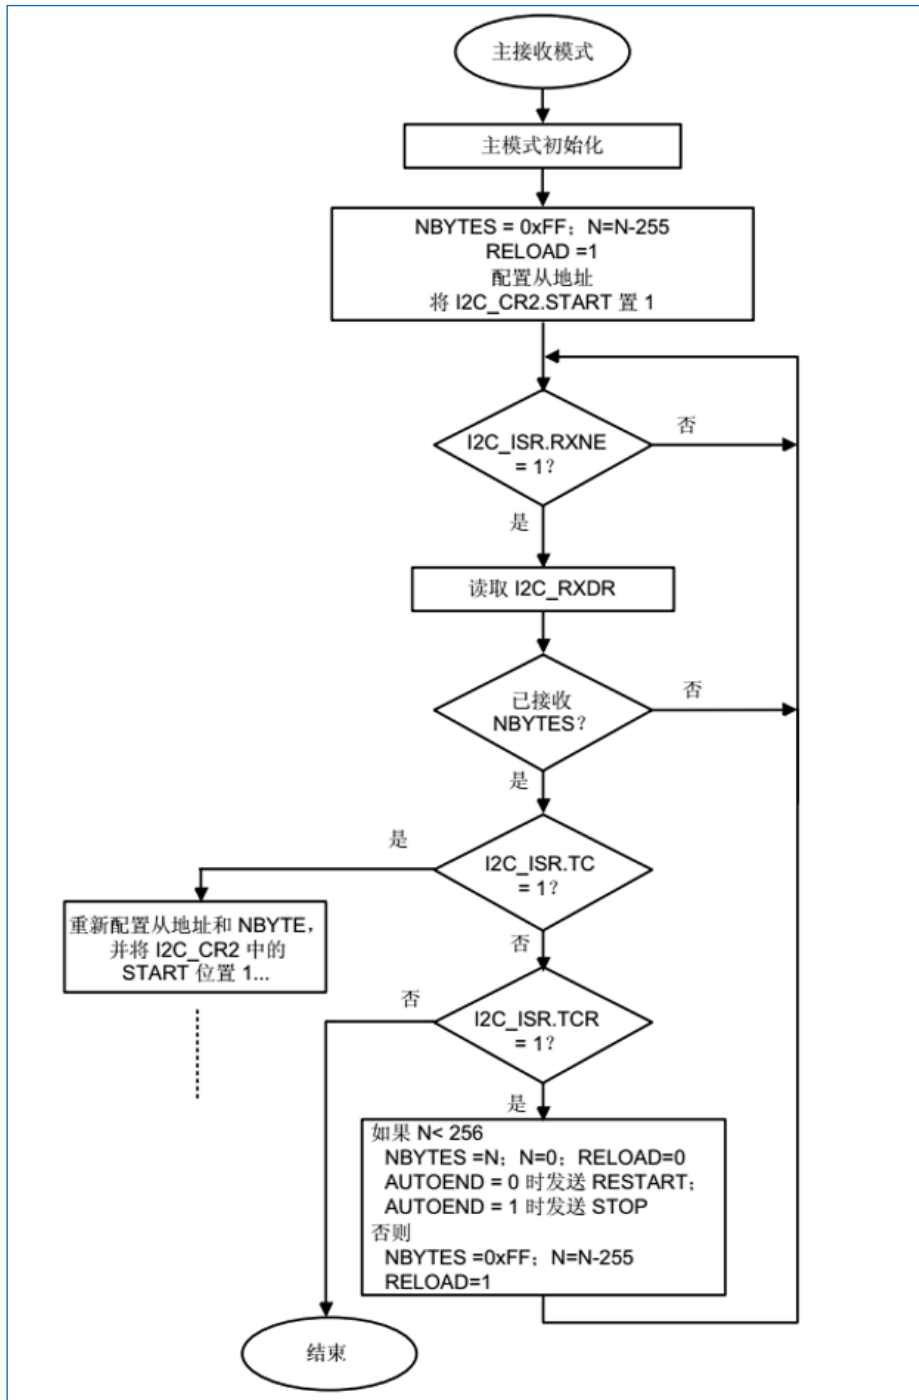 主接收模式
主模式初始化
NBYTES = 0xFF；N=N-255
RELOAD =1
配置从地址
将 I2C_CR2.START 置 1
I2C_ISR.RXNE
= 1？
否
是
读取 I2C_RXDR
已接收
NBYTES？
否
是
I2C_ISR.TC
= 1？
是
重新配置从地址和 NBYTE，
并将 I2C_CR2 中的
START 位置 1...
否
I2C_ISR.TCR
= 1？
否
是
如果 N< 256
NBYTES =N；N=0；RELOAD=0
AUTOEND = 0 时发送 RESTART；
AUTOEND = 1 时发送 STOP
否则
NBYTES =0xFF；N=N-255
RELOAD=1
结束